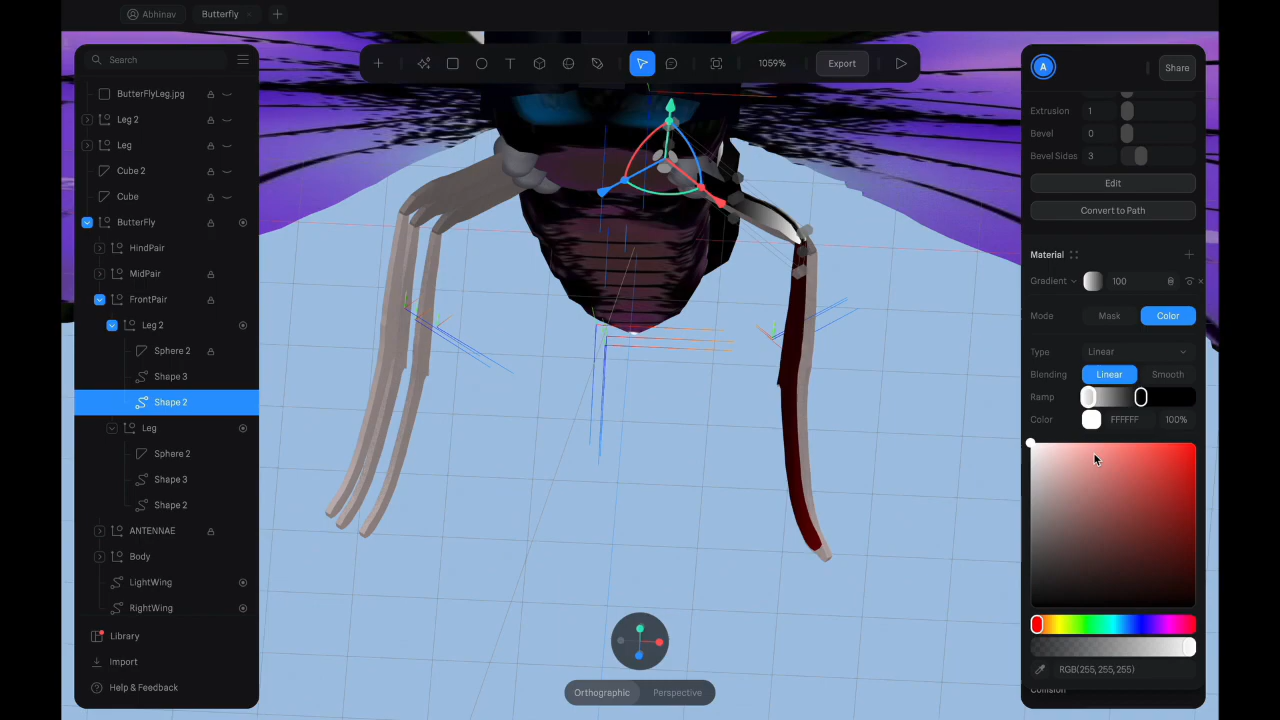 Abhinav
Butterfly
Search
1059%
Export
A
Share
ButterFlyLeg.jpg
Leg 2
Leg
Cube 2
Cube
ButterFly
HindPair
MidPair
FrontPair
Leg 2
Sphere 2
Shape 3
Shape 2
Leg
Sphere 2
Shape 3
Shape 2
ANTENNAE
Body
LightWing
RightWing
Library
Import
Help & Feedback
Orthographic
Perspective
Extrusion 1
Bevel 0
Bevel Sides 3
Edit
Convert to Path
Material
Gradient 100
Mode Mask Color
Type Linear
Blending Linear Smooth
Ramp
Color FFFFFF 100%
RGB(255, 255, 255)
Collision